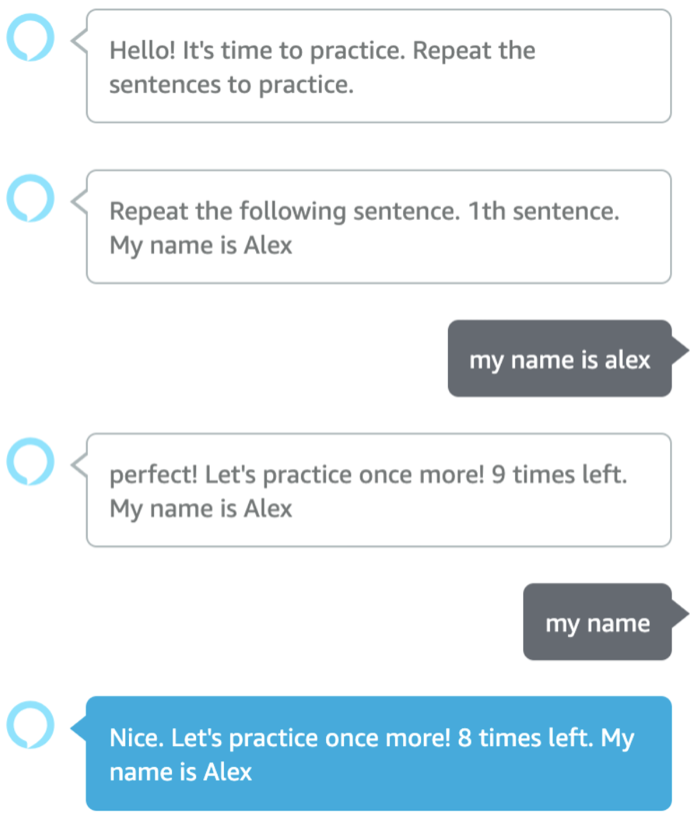 Hello! It's time to practice. Repeat the
sentences to practice.
Repeat the following sentence. 1th sentence.
My name is Alex
my name is alex
perfect! Let's practice once more! 9 times left.
My name is Alex
my name
Nice. Let's practice once more! 8 times left. My
name is Alex